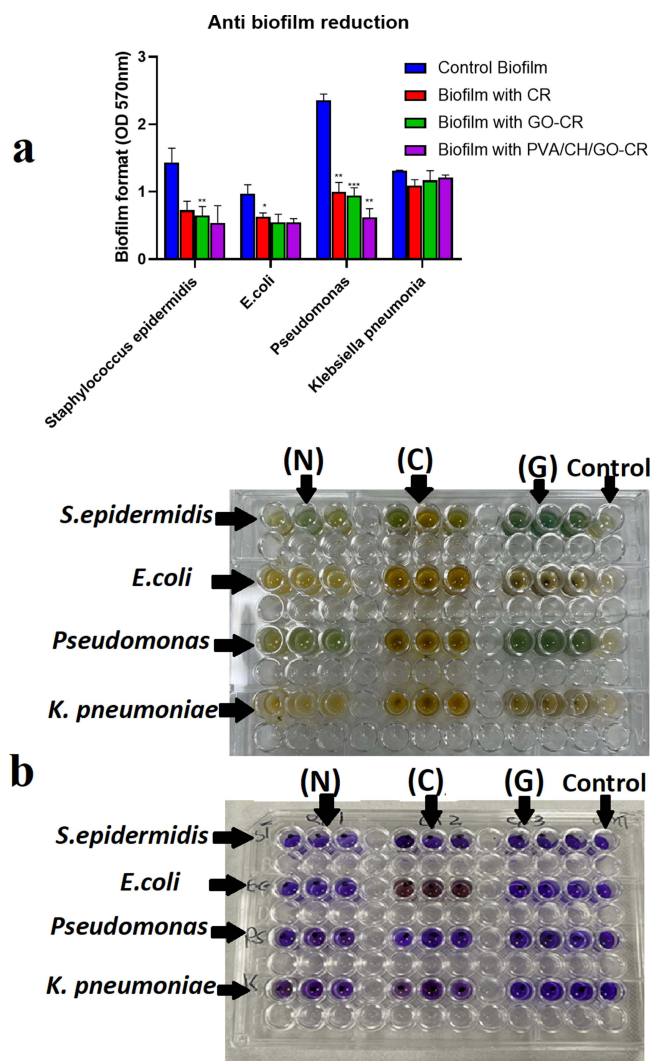 Anti biofilm reduction
a
Biofilm format (OD 570nm)
3
2
1
0
Control Biofilm
Biofilm with CR
Biofilm with GO-CR
Biofilm with PVA/CH/GO-CR
**
*
**
***
**
Staphylococcus epidermidis
E.coli
Pseudomonas
Klebsiella pneumonia
(N) (C) (G) Control
S.epidermidis
E.coli
Pseudomonas
K. pneumoniae
b
(N) (C) (G) Control
S.epidermidis
E.coli
Pseudomonas
K. pneumoniae